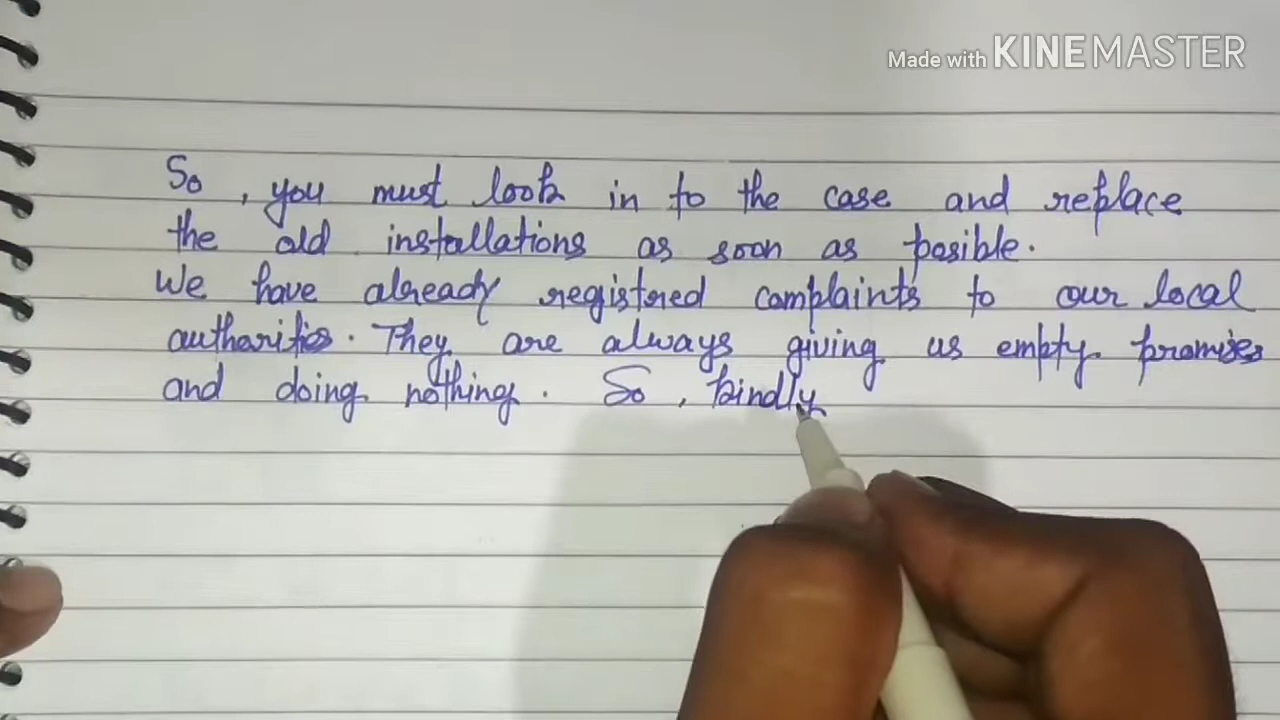 Made with KINEMASTER
So, you must look in to the case and replace
the old installations as soon as posible.
We have already registered complaints to our local
autharities. They are always giving us empty promises
and doing nothing. So, kindly